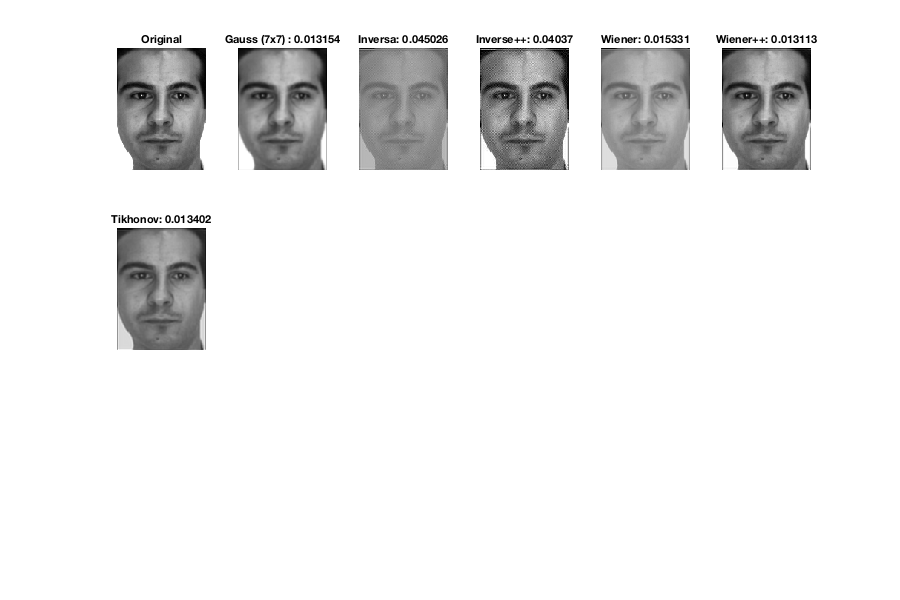 Original
Gauss (7x7) : 0.013154
Inversa: 0.045026
Inverse++: 0.04037
Wiener: 0.015331
Wiener++: 0.013113
Tikhonov: 0.013402